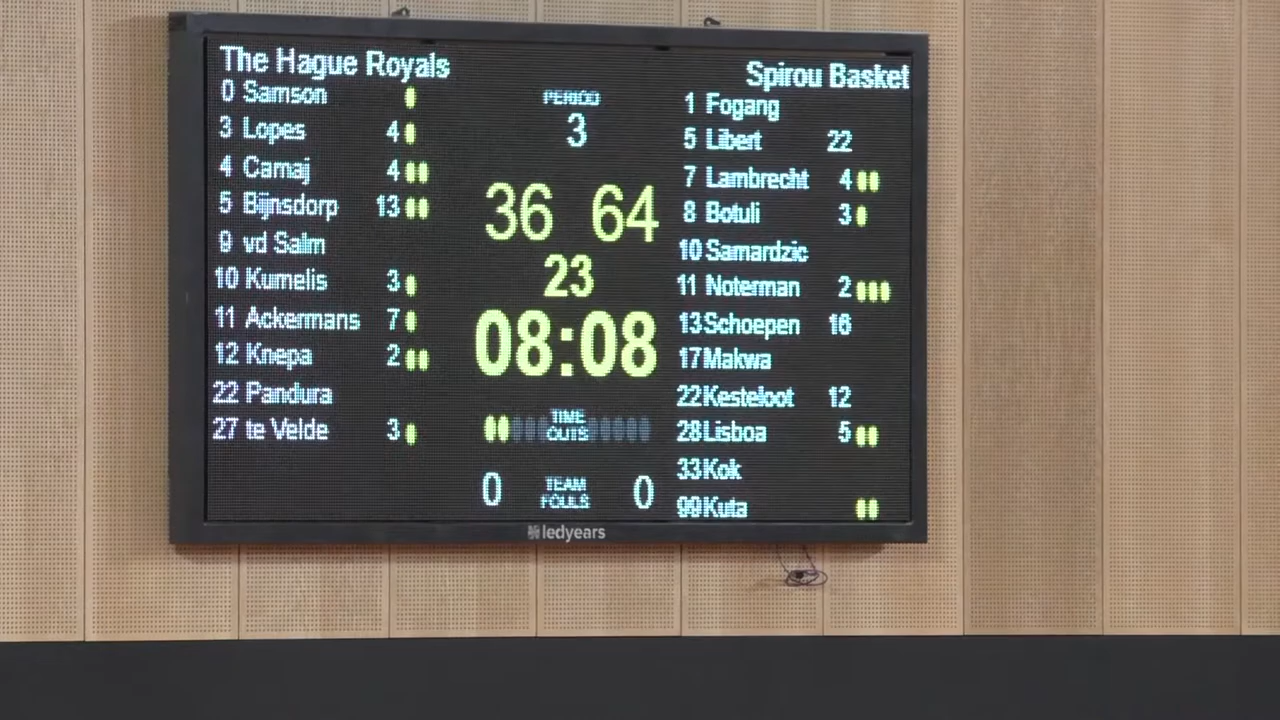 The Hague Royals
0 Samson
3 Lopes 4
4 Camaj 4
5 Bijnsdorp 13
9 vd Salm
10 Kumelis 3
11 Ackermans 7
12 Knepa 2
22 Pandura
27 te Velde 3
PERIOD
3
36 64
23
08:08
TIME
OUTS
0 TEAM FOULS 0
Spirou Basket
1 Fogang
5 Libert 22
7 Lambrecht 4
8 Botuli 3
10 Samardzic
11 Noterman 2
13 Schoepen 16
17 Makwa
22 Kesteloot 12
28 Lisboa 5
33 Kok
99 Kuta
ledyears